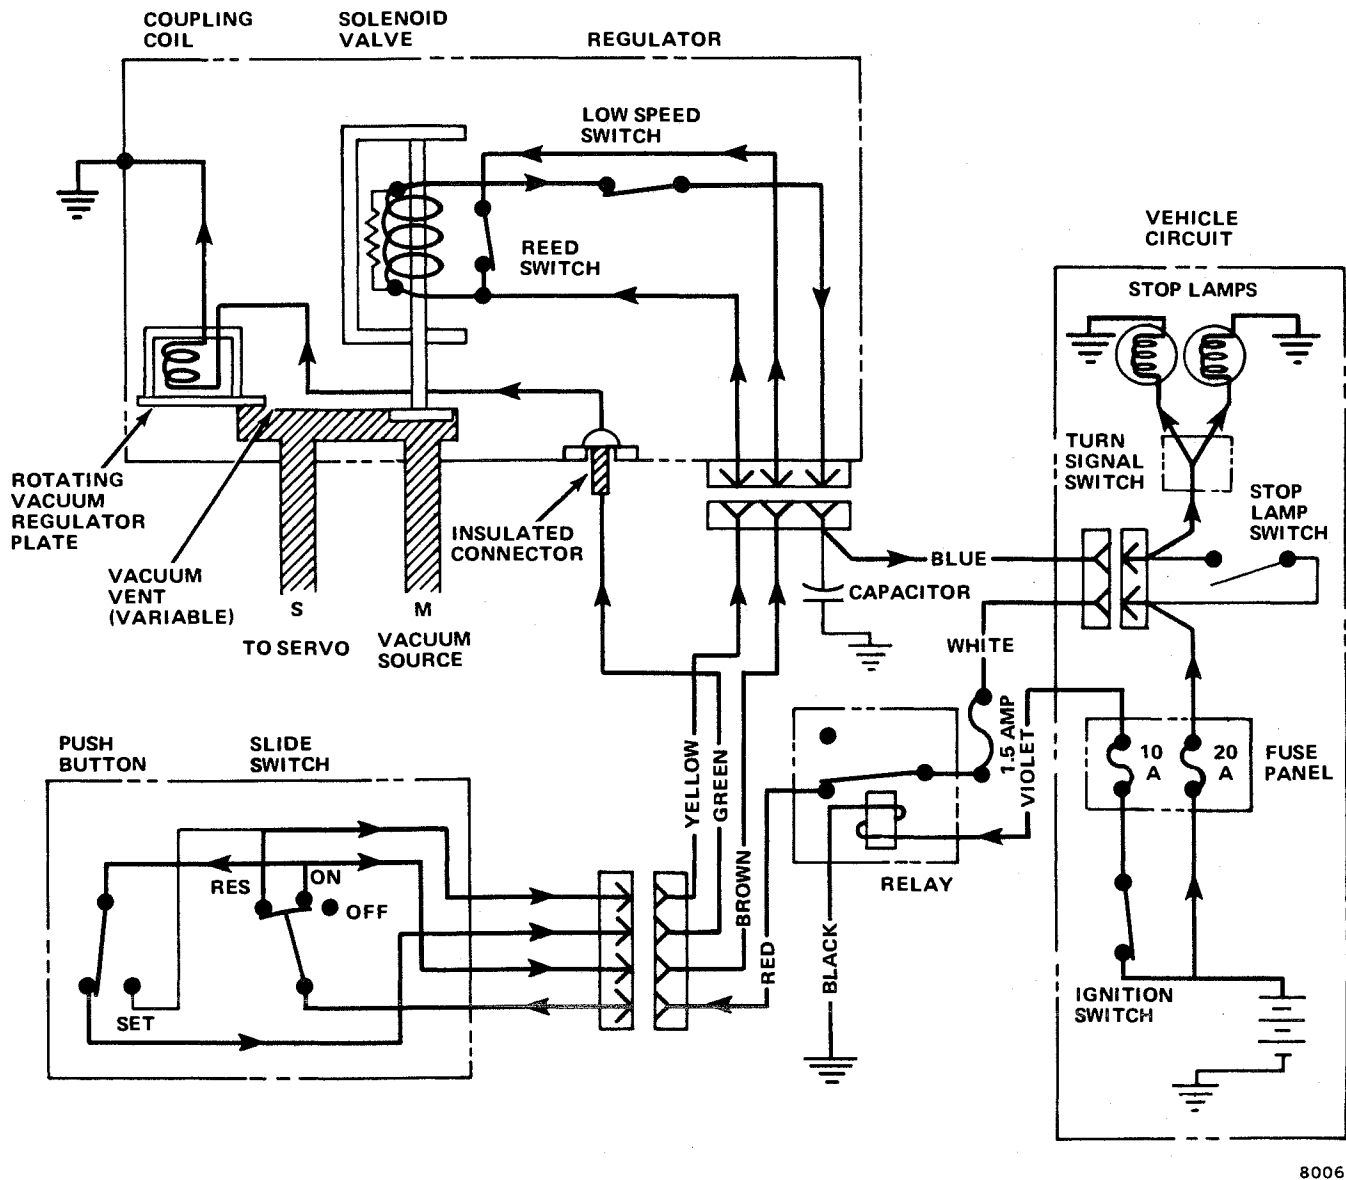 COUPLING
COIL
SOLENOID
VALVE
REGULATOR
LOW SPEED
SWITCH
REED
SWITCH
VEHICLE
CIRCUIT
STOP LAMPS
TURN
SIGNAL
SWITCH
STOP
LAMP
SWITCH
ROTATING
VACUUM
REGULATOR
PLATE
VACUUM
VENT
(VARIABLE)
S
TO SERVO
M
VACUUM
SOURCE
INSULATED
CONNECTOR
BLUE
CAPACITOR
WHITE
1.5 AMP
VIOLET
10
A
20
A
FUSE
PANEL
PUSH
BUTTON
SLIDE
SWITCH
YELLOW
GREEN
BROWN
RED
BLACK
RELAY
RES
ON
OFF
SET
IGNITION
SWITCH
8006